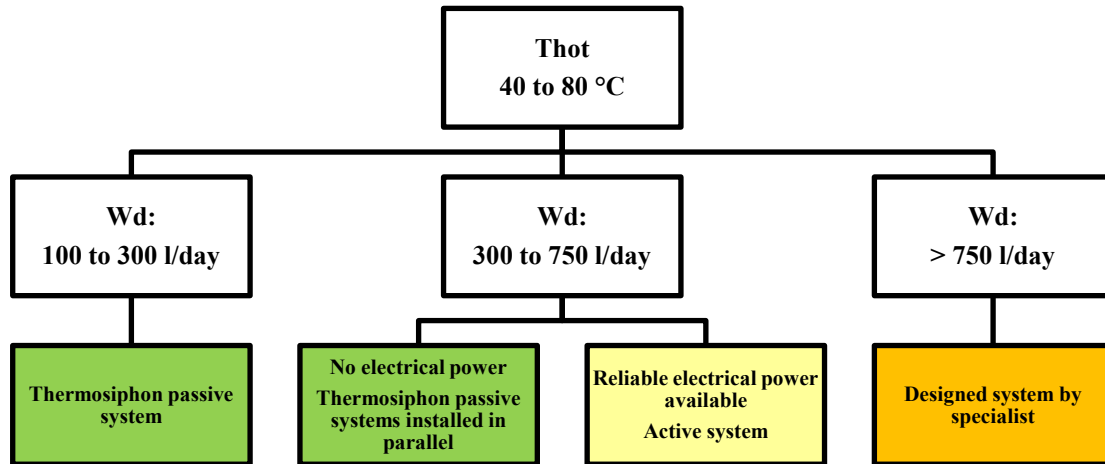 Thot
40 to 80 °C
Wd:
100 to 300 l/day
Wd:
300 to 750 l/day
Wd:
> 750 l/day
Thermosiphon passive
system
No electrical power
Thermosiphon passive
systems installed in
parallel
Reliable electrical power
available
Active system
Designed system by
specialist